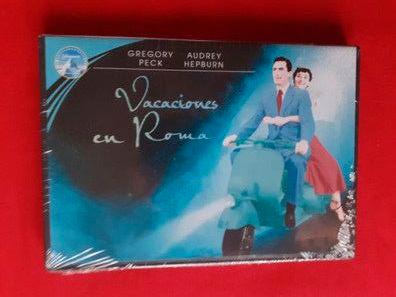 GREGORY PECK
AUDREY HEPBURN
Vacaciones
en Roma